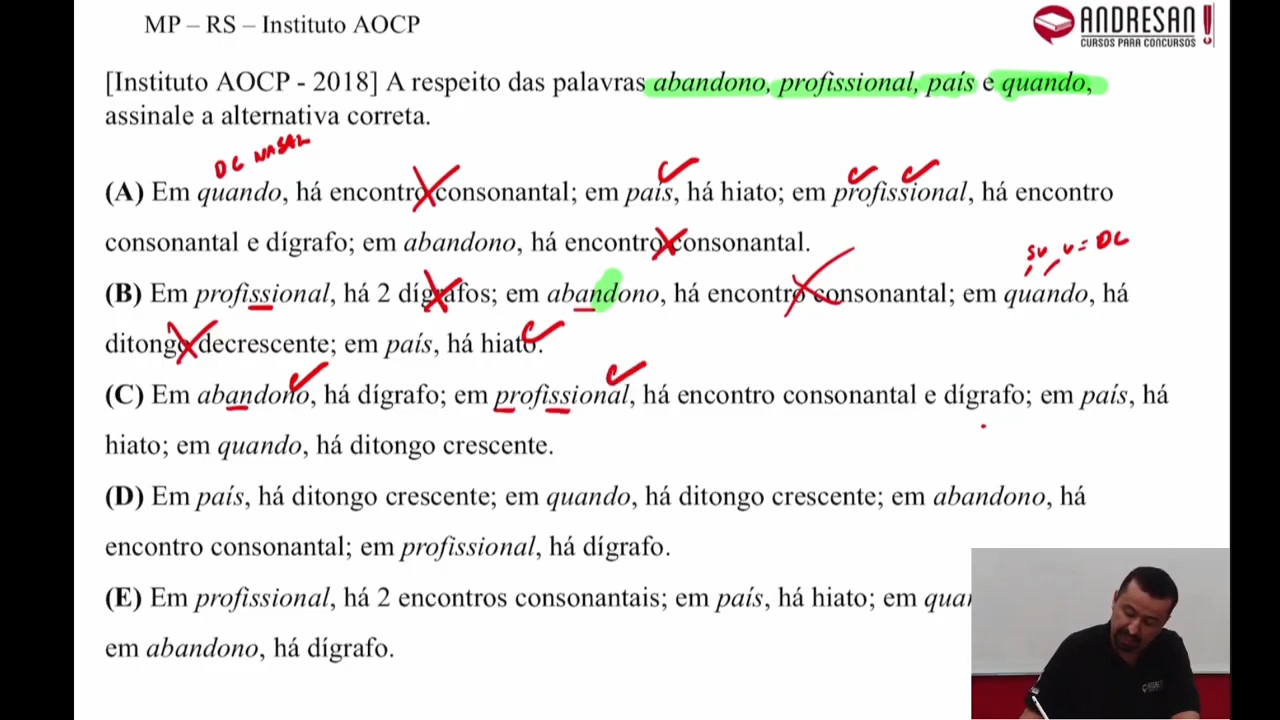 MP – RS – Instituto AOCP
ANDRESAN!
CURSOS PARA CONCURSOS
[Instituto AOCP - 2018] A respeito das palavras abandono, profissional, país e quando,
assinale a alternativa correta.
DC NASAL
(A) Em quando, há encontro consonantal; em país, há hiato; em profissional, há encontro
consonantal e dígrafo; em abandono, há encontro consonantal.
SV V = DC
(B) Em profissional, há 2 dígrafos; em abandono, há encontro consonantal; em quando, há
ditongo decrescente; em país, há hiato.
(C) Em abandono, há dígrafo; em profissional, há encontro consonantal e dígrafo; em país, há
hiato; em quando, há ditongo crescente.
(D) Em país, há ditongo crescente; em quando, há ditongo crescente; em abandono, há
encontro consonantal; em profissional, há dígrafo.
(E) Em profissional, há 2 encontros consonantais; em país, há hiato; em
em abandono, há dígrafo.